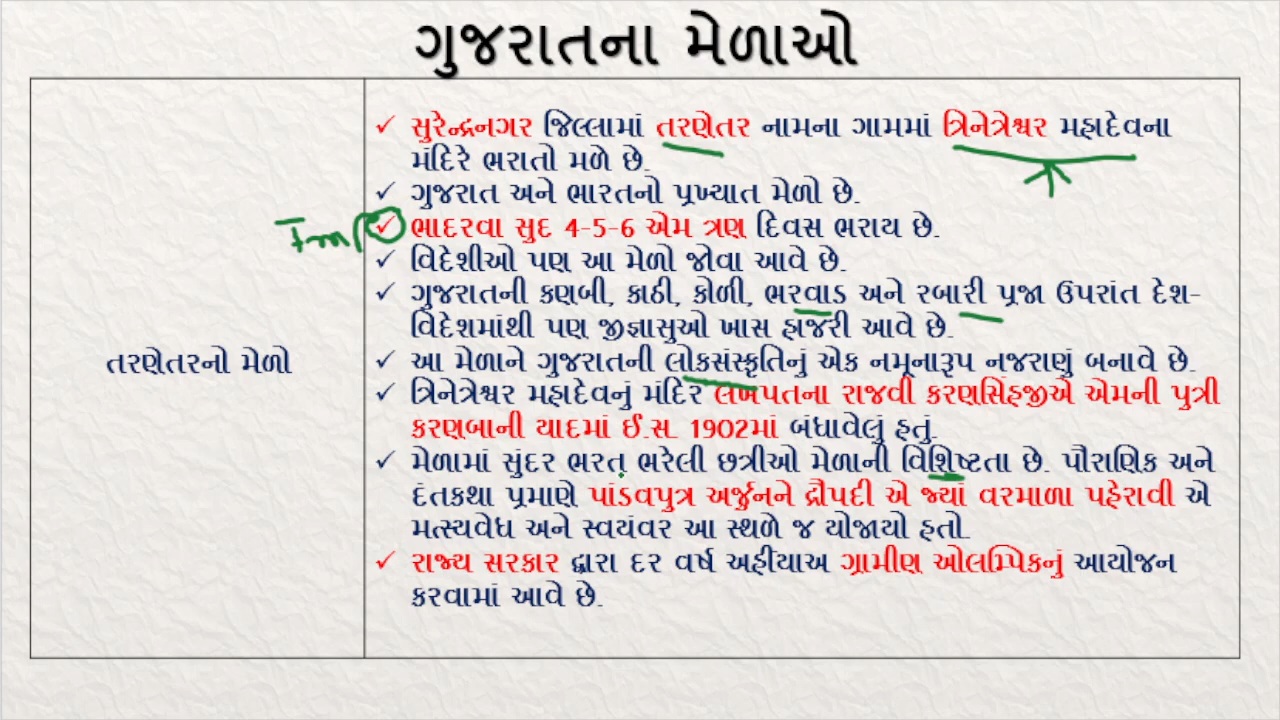 ગુજરાતના મેળાઓ
તરણેતરનો મેળો
✓ સુરેન્દ્રનગર જિલ્લામાં તરણેતર નામના ગામમાં ત્રિનેત્રેશ્વર મહાદેવના
મંદિરે ભરાતો મળે છે.
✓ ગુજરાત અને ભારતનો પ્રખ્યાત મેળો છે.
Imp
✓ ભાદરવા સુદ 4-5-6 એમ ત્રણ દિવસ ભરાય છે.
✓ વિદેશીઓ પણ આ મેળો જોવા આવે છે.
✓ ગુજરાતની કણબી, કાઠી, કોળી, ભરવાડ અને રબારી પ્રજા ઉપરાંત દેશ-
વિદેશમાંથી પણ જીજ્ઞાસુઓ ખાસ હાજરી આવે છે.
✓ આ મેળાને ગુજરાતની લોકસંસ્કૃતિનું એક નમૂનારૂપ નજરાણું બનાવે છે.
✓ ત્રિનેત્રેશ્વર મહાદેવનું મંદિર લખપતના રાજવી કરણસિંહજીએ એમની પુત્રી
કરણબાની યાદમાં ઈ.સ. 1902માં બંધાવેલું હતું.
✓ મેળામાં સુંદર ભરત ભરેલી છત્રીઓ મેળાની વિશિષ્ટતા છે. પૌરાણિક અને
દંતકથા પ્રમાણે પાંડવપુત્ર અર્જુનને દ્રૌપદી એ જ્યાં વરમાળા પહેરાવી એ
મત્સ્યવેધ અને સ્વયંવર આ સ્થળે જ યોજાયો હતો.
✓ રાજ્ય સરકાર દ્વારા દર વર્ષ અહીંયાઅ ગ્રામીણ ઓલમ્પિકનું આયોજન
કરવામાં આવે છે.